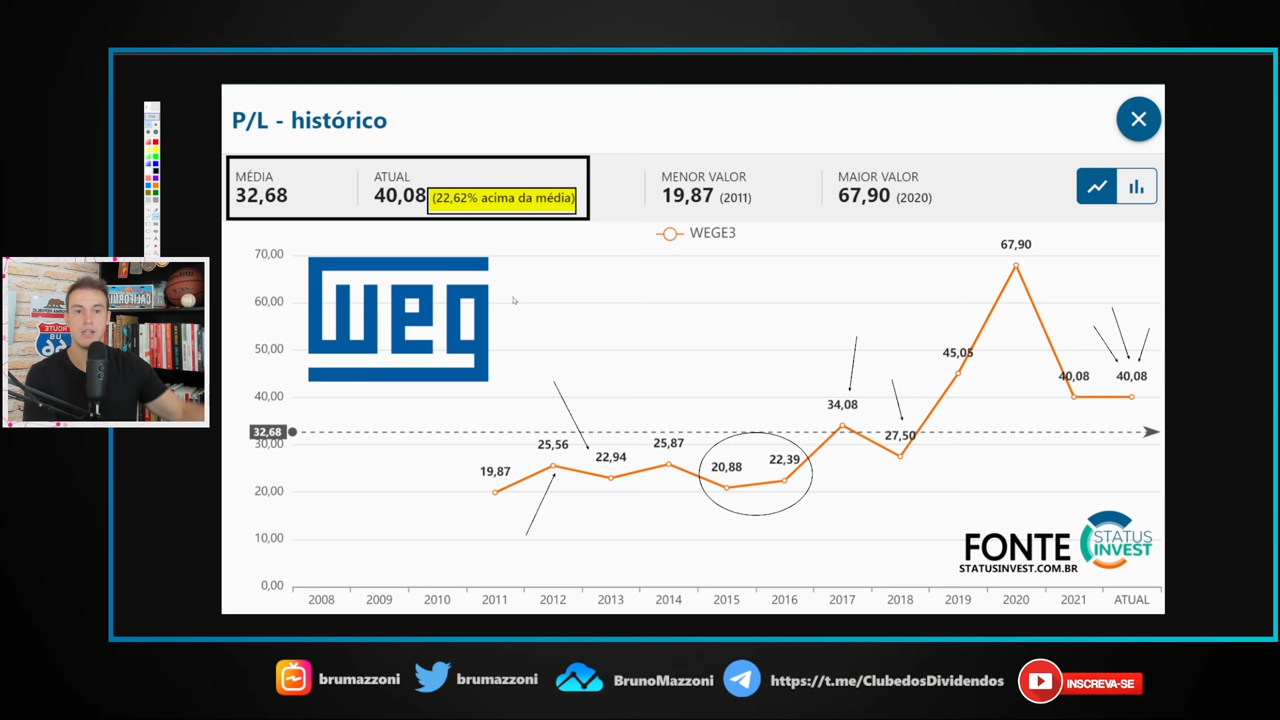 P/L - histórico
MÉDIA
32,68
ATUAL
40,08 (22,62% acima da média)
MENOR VALOR
19,87 (2011)
MAIOR VALOR
67,90 (2020)
WEGE3
70,00
60,00
50,00
40,00
30,00
20,00
10,00
0,00
32,68
weg
19,87
25,56
22,94
25,87
20,88
22,39
34,08
27,50
45,05
67,90
40,08
40,08
FONTE
STATUSINVEST.COM.BR
STATUS
INVEST
2008 2009 2010 2011 2012 2013 2014 2015 2016 2017 2018 2019 2020 2021 ATUAL
CALIFORNIA
ROUTE
66
brumazzoni
brumazzoni
BrunoMazzoni
https://t.me/ClubedosDividendos
INSCREVA-SE